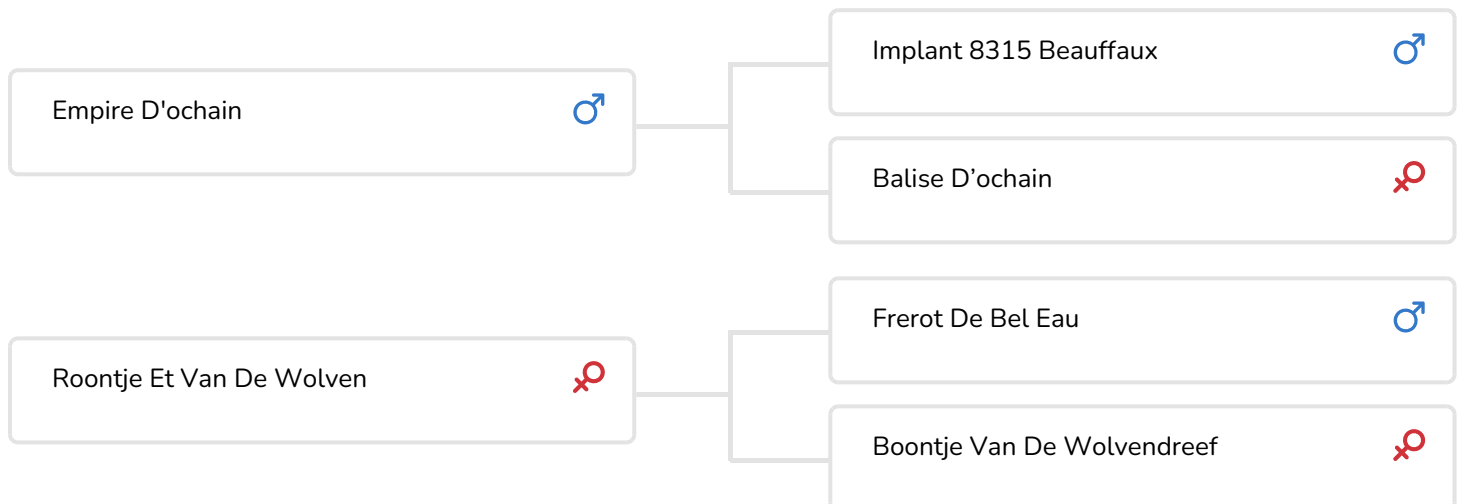 Implant 8315 Beauffaux
Empire D'ochain
Balise D’ochain
Frerot De Bel Eau
Roontje Et Van De Wolven
Boontje Van De Wolvendreef